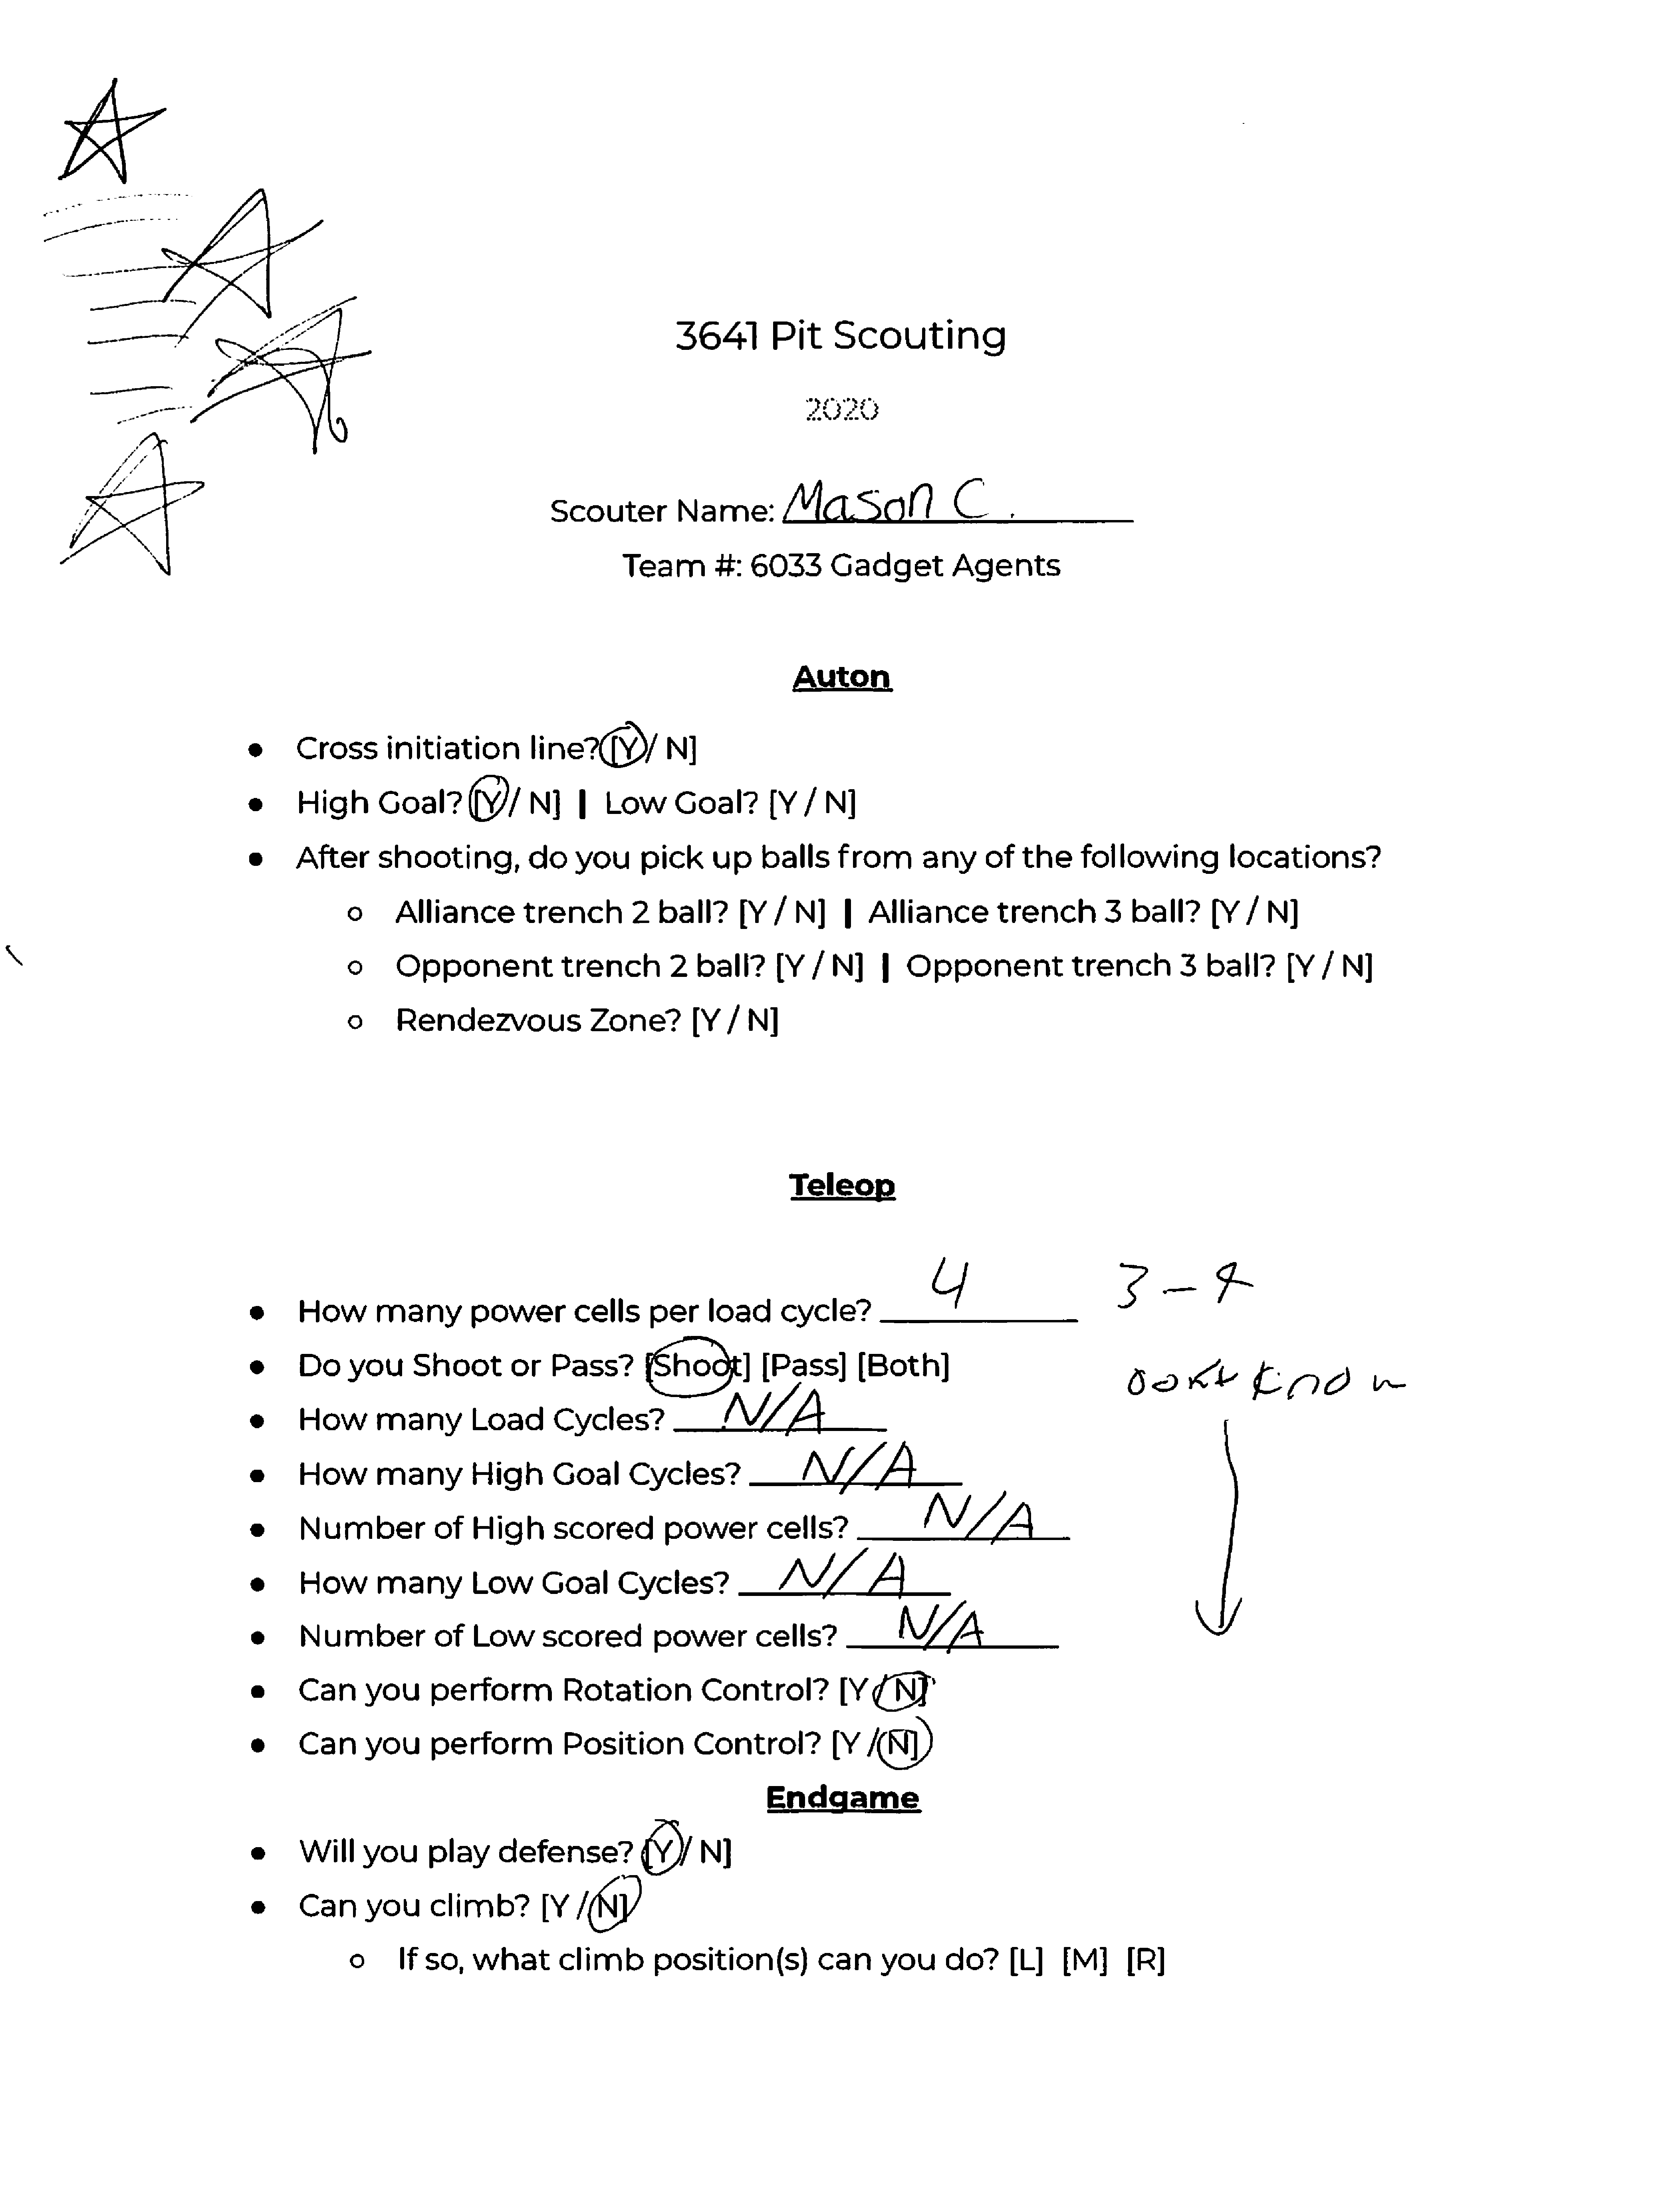 3641 Pit Scouting
2020
Scouter Name: Mason C.
Team #: 6033 Gadget Agents
Auton
● Cross initiation line? [Y / N]
● High Goal? [Y / N] | Low Goal? [Y / N]
● After shooting, do you pick up balls from any of the following locations?
○ Alliance trench 2 ball? [Y / N] | Alliance trench 3 ball? [Y / N]
○ Opponent trench 2 ball? [Y / N] | Opponent trench 3 ball? [Y / N]
○ Rendezvous Zone? [Y / N]
Teleop
● How many power cells per load cycle? 4 3-4
● Do you Shoot or Pass? [Shoot] [Pass] [Both] know
● How many Load Cycles? N/A
● How many High Goal Cycles? N/A
● Number of High scored power cells? N/A
● How many Low Goal Cycles? N/A
● Number of Low scored power cells? N/A
● Can you perform Rotation Control? [Y / N]
● Can you perform Position Control? [Y / N]
Endgame
● Will you play defense? [Y / N]
● Can you climb? [Y / N]
○ If so, what climb position(s) can you do? [L] [M] [R]